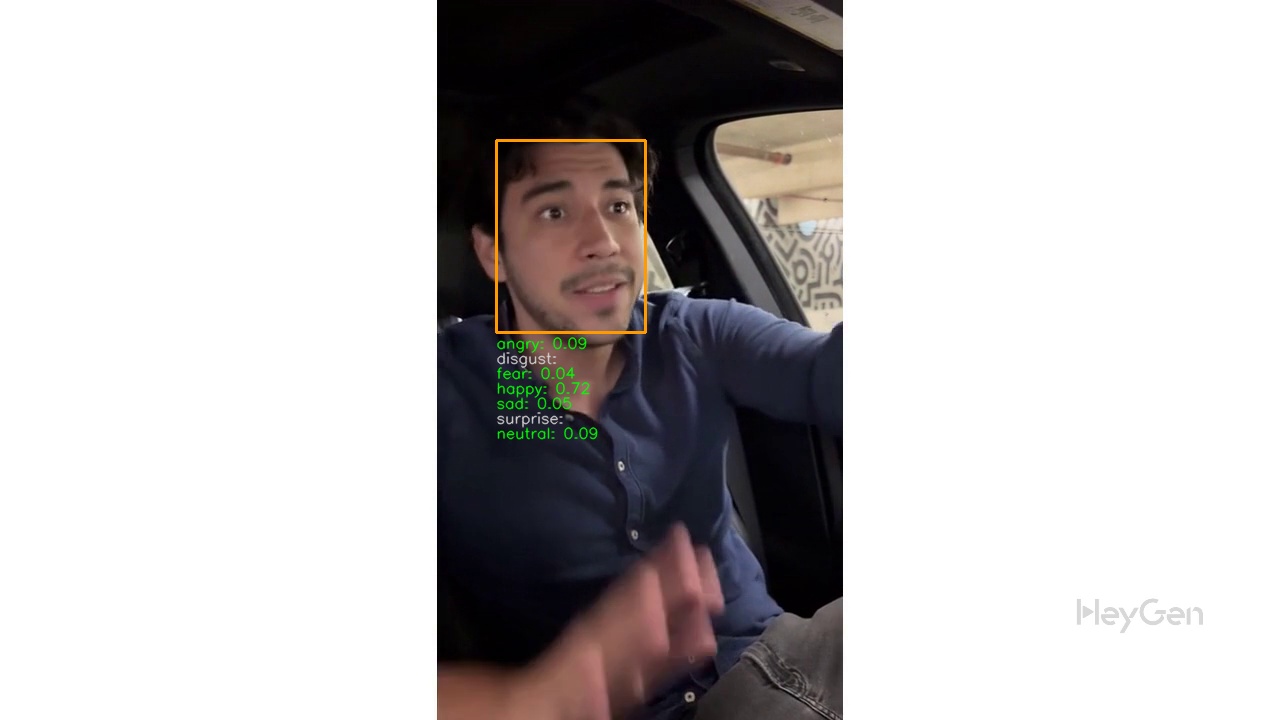 angry: 0.09
disgust:
fear: 0.04
happy: 0.72
sad: 0.05
surprise:
neutral: 0.09
HeyGen